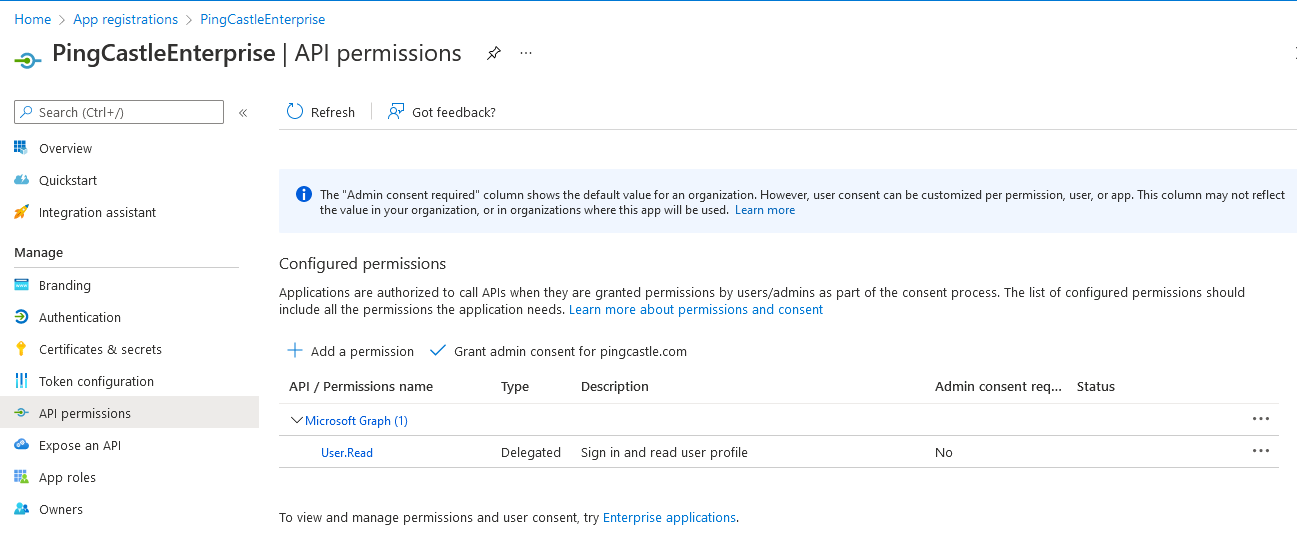 Home > App registrations > PingCastleEnterprise
PingCastleEnterprise | API permissions ...
Search (Ctrl+/) «
Overview
Quickstart
Integration assistant
Manage
Branding
Authentication
Certificates & secrets
Token configuration
API permissions
Expose an API
App roles
Owners
Refresh | Got feedback?
The "Admin consent required" column shows the default value for an organization. However, user consent can be customized per permission, user, or app. This column may not reflect
the value in your organization, or in organizations where this app will be used. Learn more
Configured permissions
Applications are authorized to call APIs when they are granted permissions by users/admins as part of the consent process. The list of configured permissions should
include all the permissions the application needs. Learn more about permissions and consent
Add a permission Grant admin consent for pingcastle.com
API / Permissions name Type Description Admin consent req... Status
Microsoft Graph (1) ...
User.Read Delegated Sign in and read user profile No ...
To view and manage permissions and user consent, try Enterprise applications.